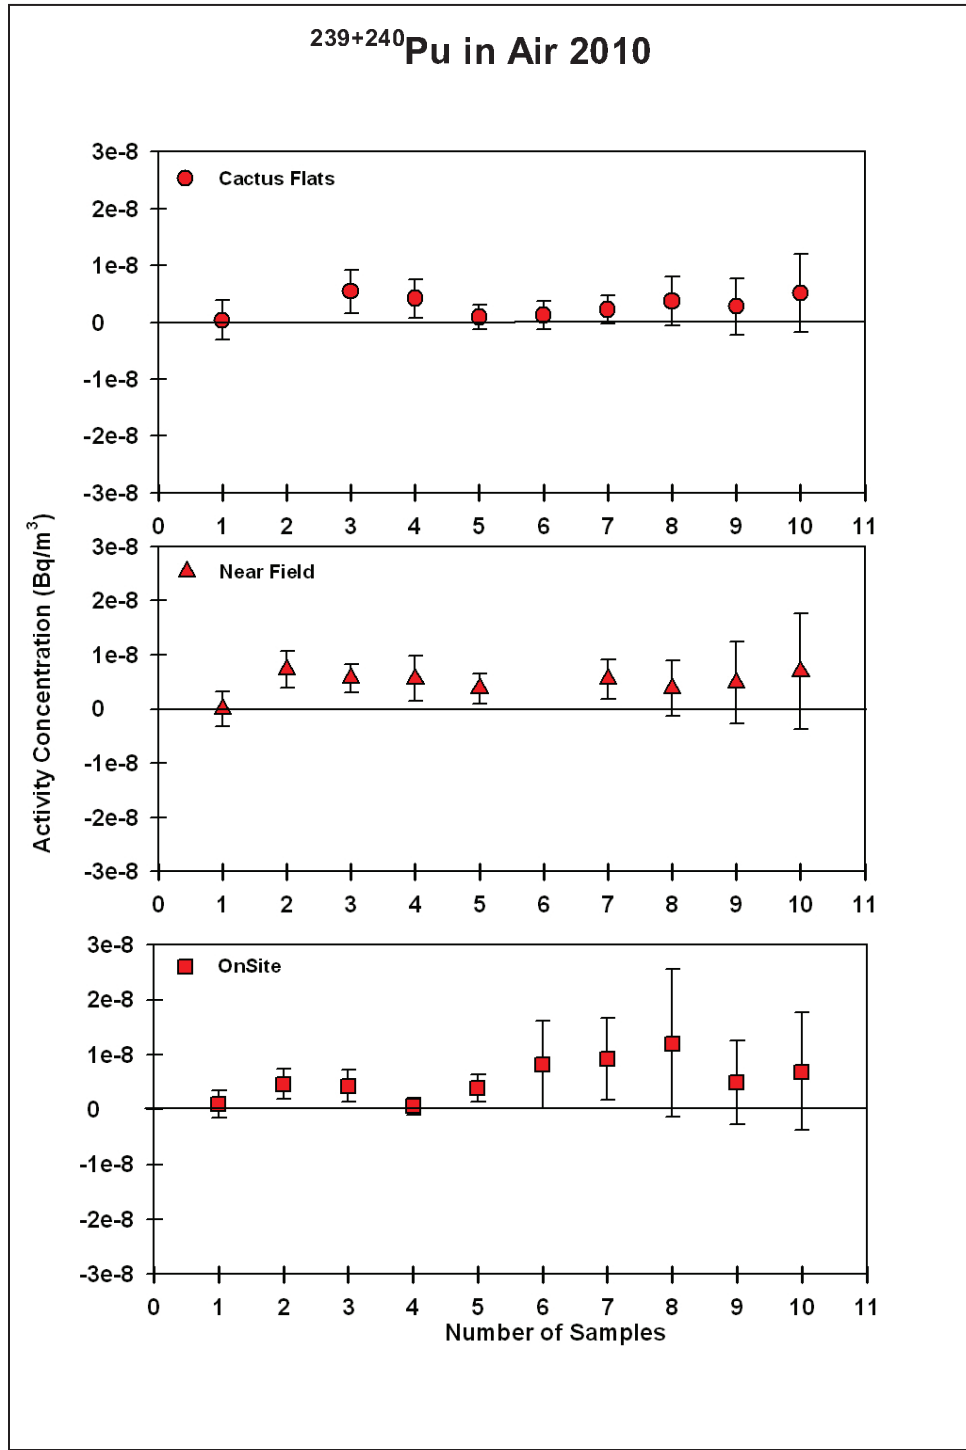 239+240Pu in Air 2010
3e-8
Cactus Flats
2e-8
1e-8
0
-1e-8
-2e-8
-3e-8
0 1 2 3 4 5 6 7 8 9 10 11
3e-8
Near Field
2e-8
1e-8
0
-1e-8
-2e-8
-3e-8
0 1 2 3 4 5 6 7 8 9 10 11
Activity Concentration (Bq/m³)
3e-8
OnSite
2e-8
1e-8
0
-1e-8
-2e-8
-3e-8
0 1 2 3 4 5 6 7 8 9 10 11
Number of Samples